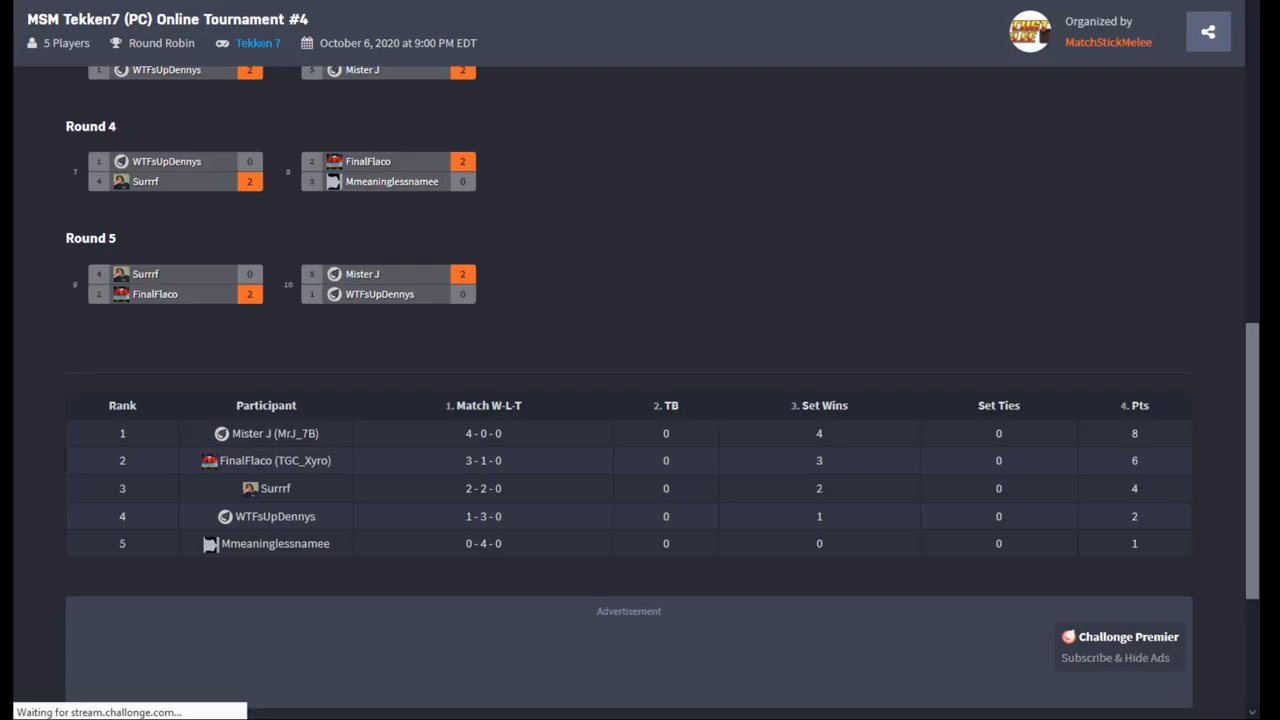 MSM Tekken7 (PC) Online Tournament #4
5 Players Round Robin Tekken 7 October 6, 2020 at 9:00 PM EDT
Organized by
MatchStickMelee
1 WTFsUpDennys 2 5 Mister J 2
Round 4
7 1 WTFsUpDennys 0 8 2 FinalFlaco 2
4 Surrrf 2 3 Mmeaninglessnamee 0
Round 5
9 4 Surrrf 0 10 5 Mister J 2
2 FinalFlaco 2 1 WTFsUpDennys 0
Rank Participant 1. Match W-L-T 2. TB 3. Set Wins Set Ties 4. Pts
1 Mister J (MrJ_7B) 4 - 0 - 0 0 4 0 8
2 FinalFlaco (TGC_Xyro) 3 - 1 - 0 0 3 0 6
3 Surrrf 2 - 2 - 0 0 2 0 4
4 WTFsUpDennys 1 - 3 - 0 0 1 0 2
5 Mmeaninglessnamee 0 - 4 - 0 0 0 0 1
Advertisement
Challonge Premier
Subscribe & Hide Ads
Waiting for stream.challonge.com...